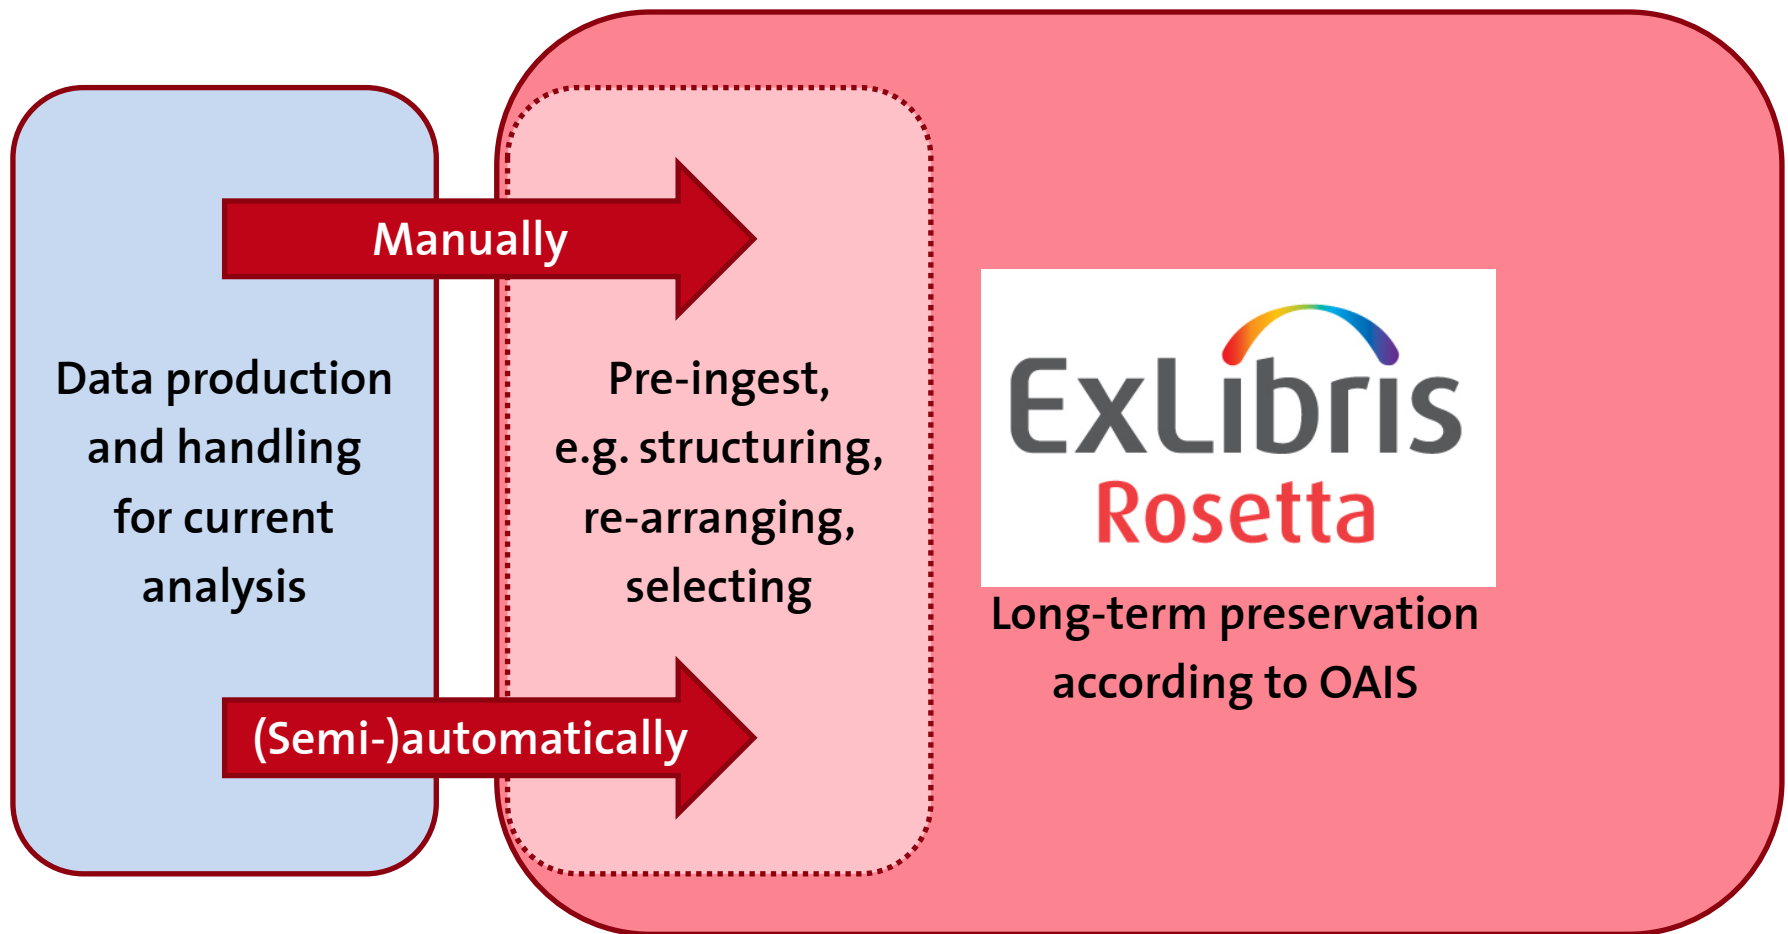 Manually
Data production
and handling
for current
analysis
Pre-ingest,
e.g. structuring,
re-arranging,
selecting
(Semi-)automatically
ExLibris
Rosetta
Long-term preservation
according to OAIS